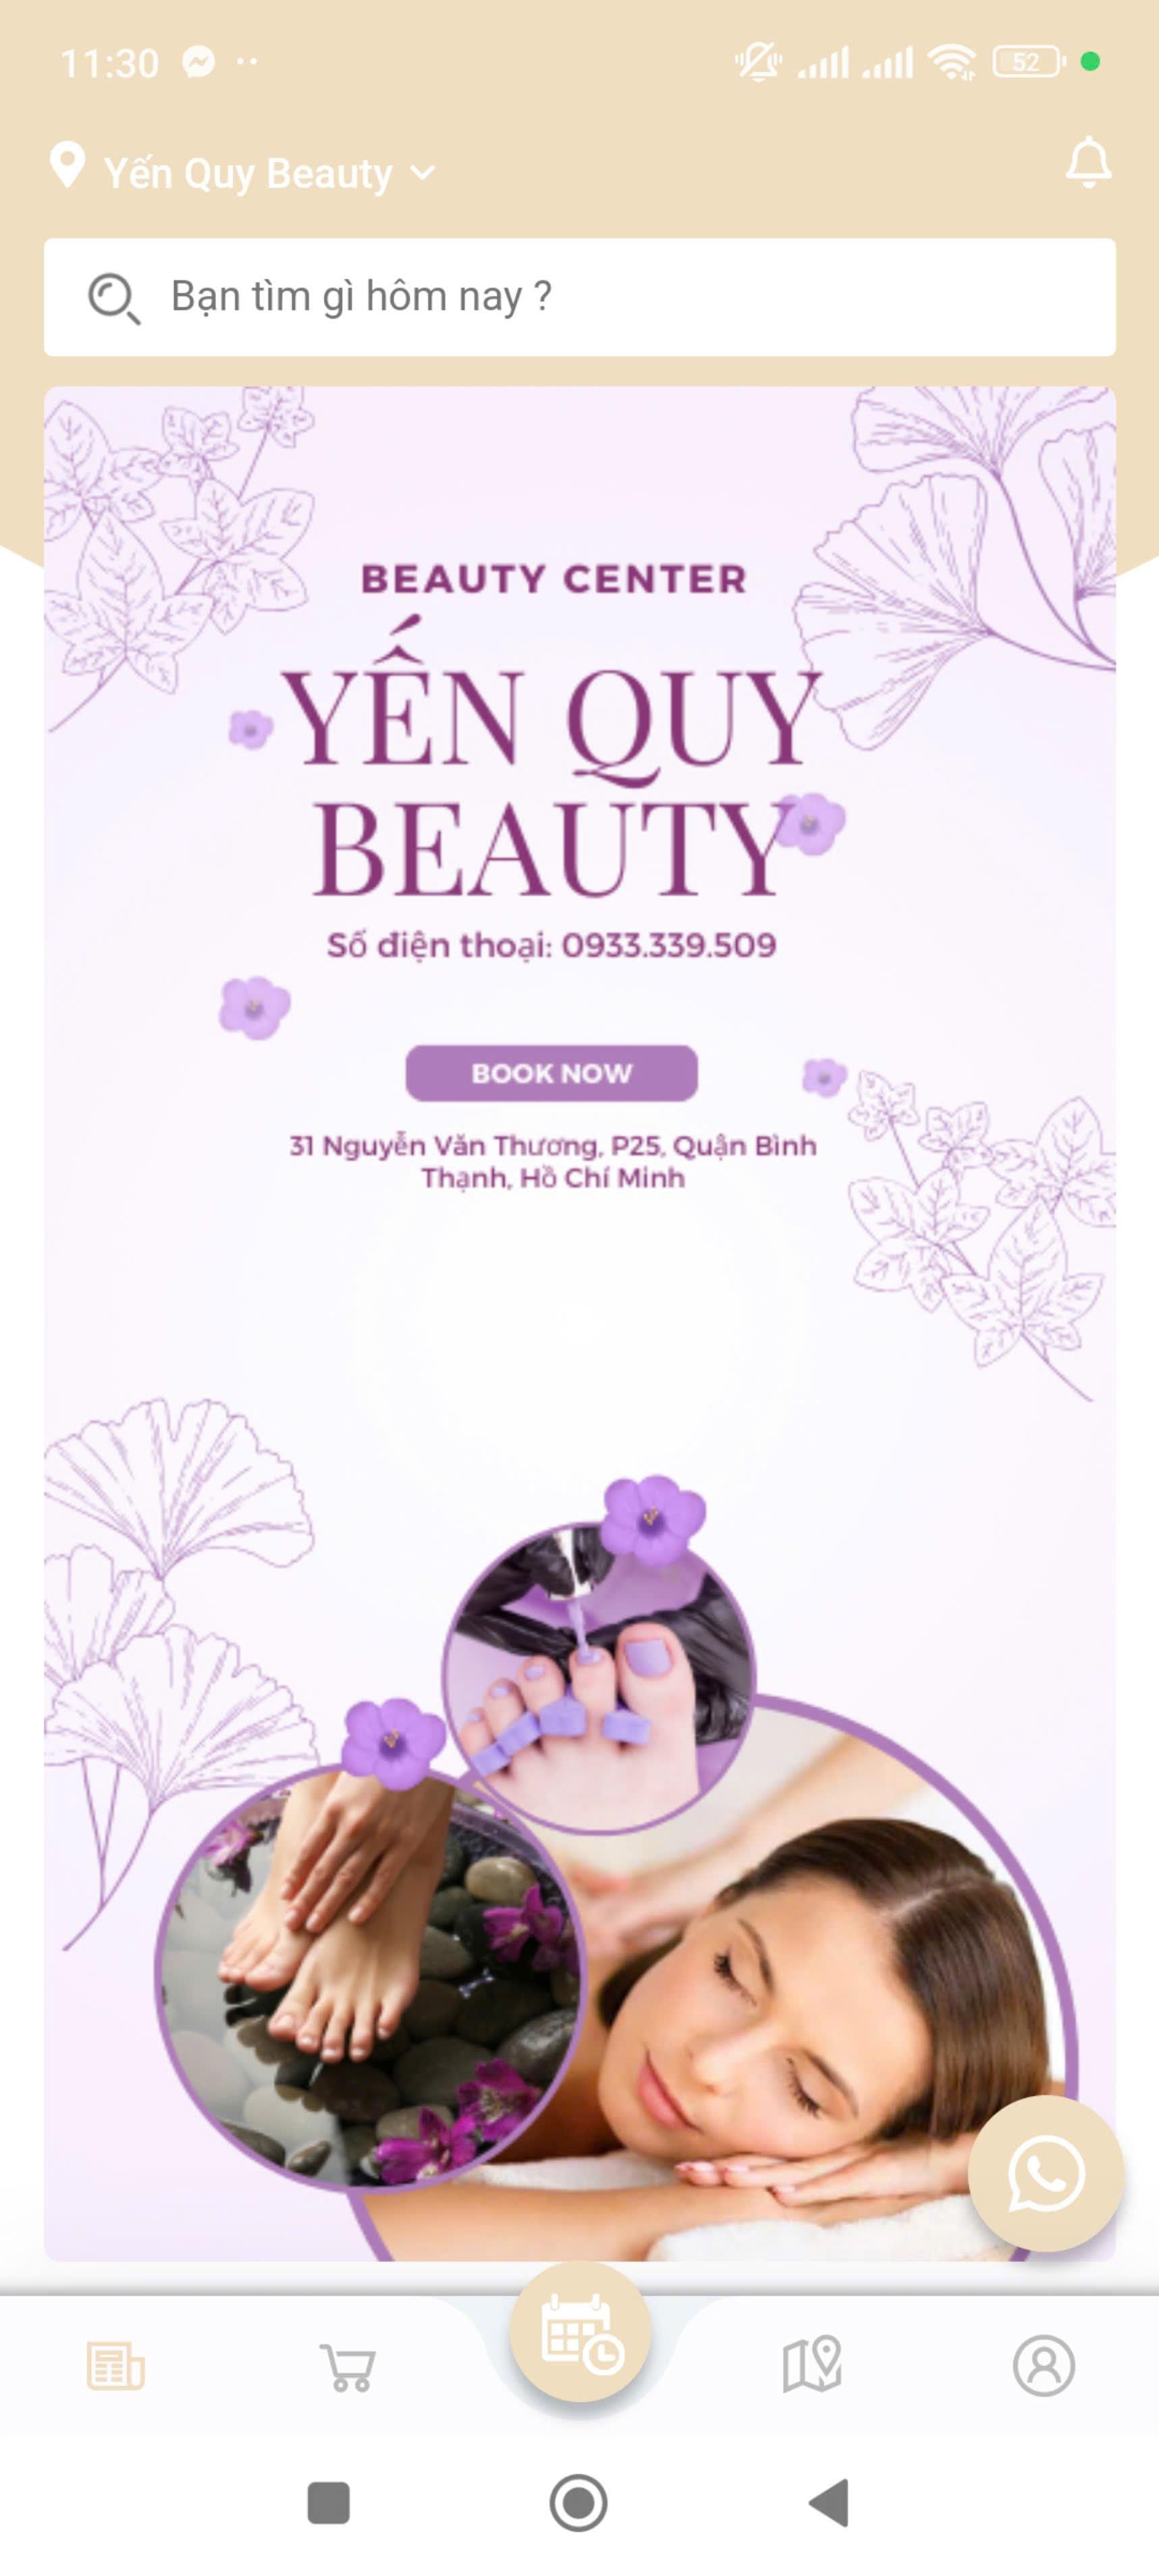 11:30
52
Yến Quy Beauty
Bạn tìm gì hôm nay ?
BEAUTY CENTER
YẾN QUY
BEAUTY
Số điện thoại: 0933.339.509
BOOK NOW
31 Nguyễn Văn Thương, P25, Quận Bình
Thạnh, Hồ Chí Minh